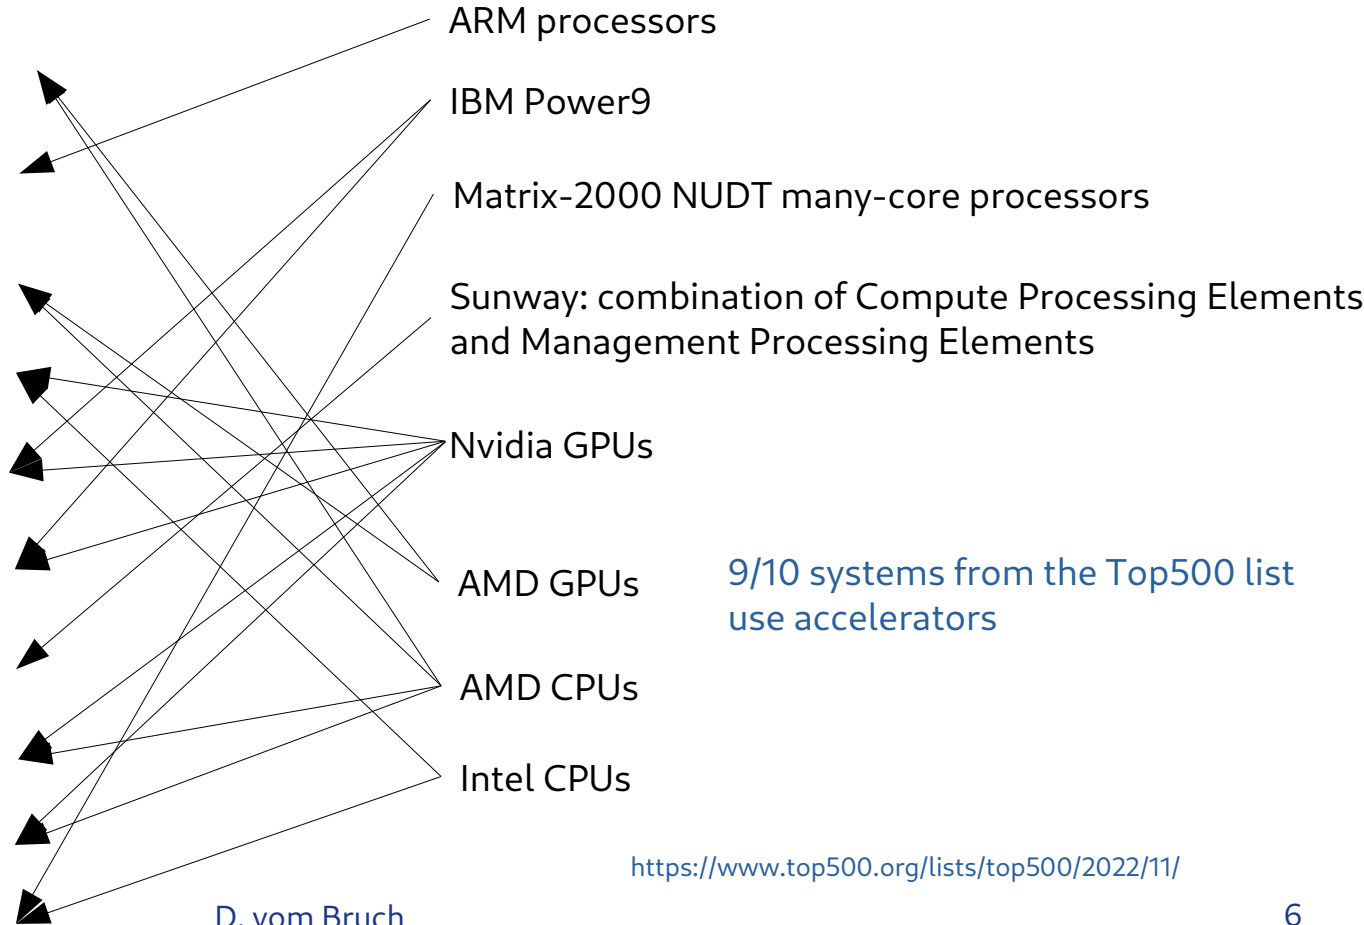 ARM processors
IBM Power9
Matrix-2000 NUDT many-core processors
Sunway: combination of Compute Processing Elements
and Management Processing Elements
Nvidia GPUs
AMD GPUs
9/10 systems from the Top500 list
use accelerators
AMD CPUs
Intel CPUs
https://www.top500.org/lists/top500/2022/11/
D. vom Bruch
6